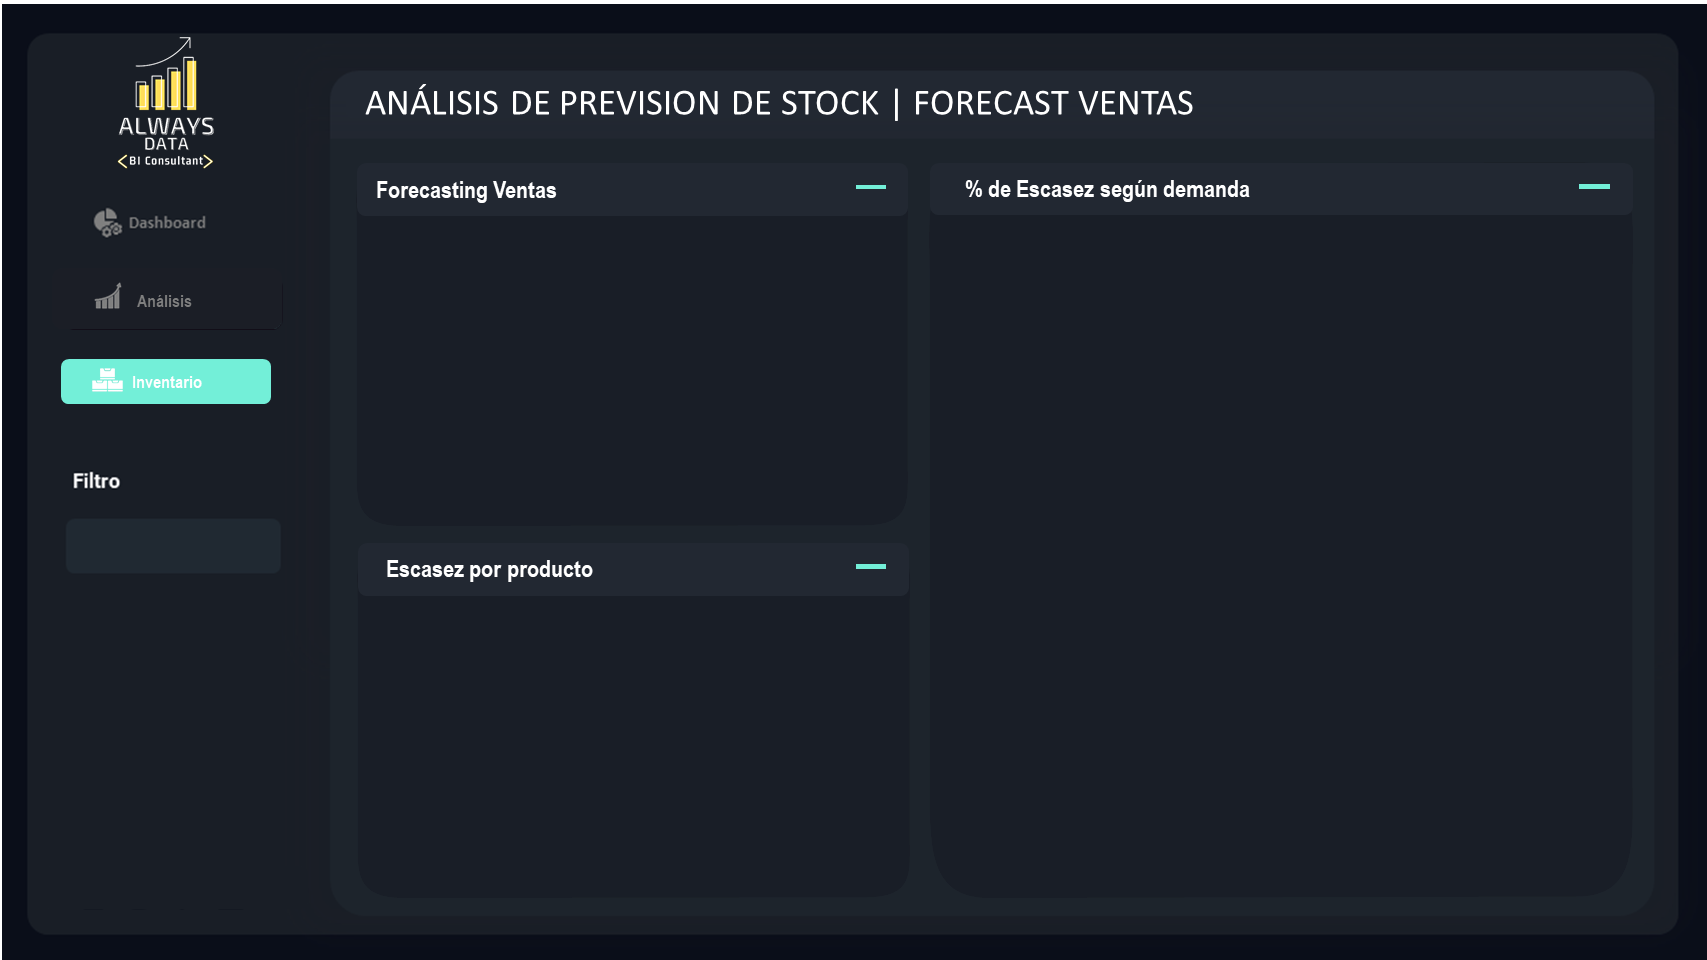 ALWAYS
DATA
<BI Consultant>
Dashboard
Análisis
Inventario
Filtro
ANÁLISIS DE PREVISION DE STOCK | FORECAST VENTAS
Forecasting Ventas
% de Escasez según demanda
Escasez por producto